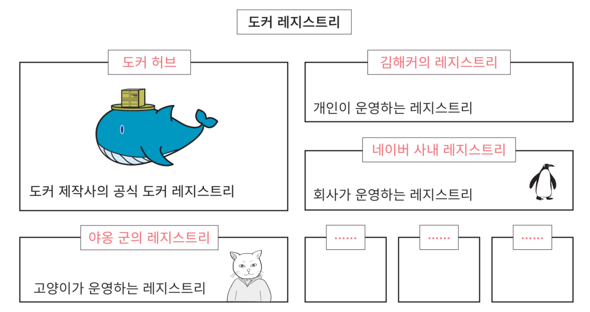 도커 레지스트리
도커 허브
도커 제작사의 공식 도커 레지스트리
김해커의 레지스트리
개인이 운영하는 레지스트리
네이버 사내 레지스트리
회사가 운영하는 레지스트리
야옹 군의 레지스트리
고양이가 운영하는 레지스트리
……
……
……